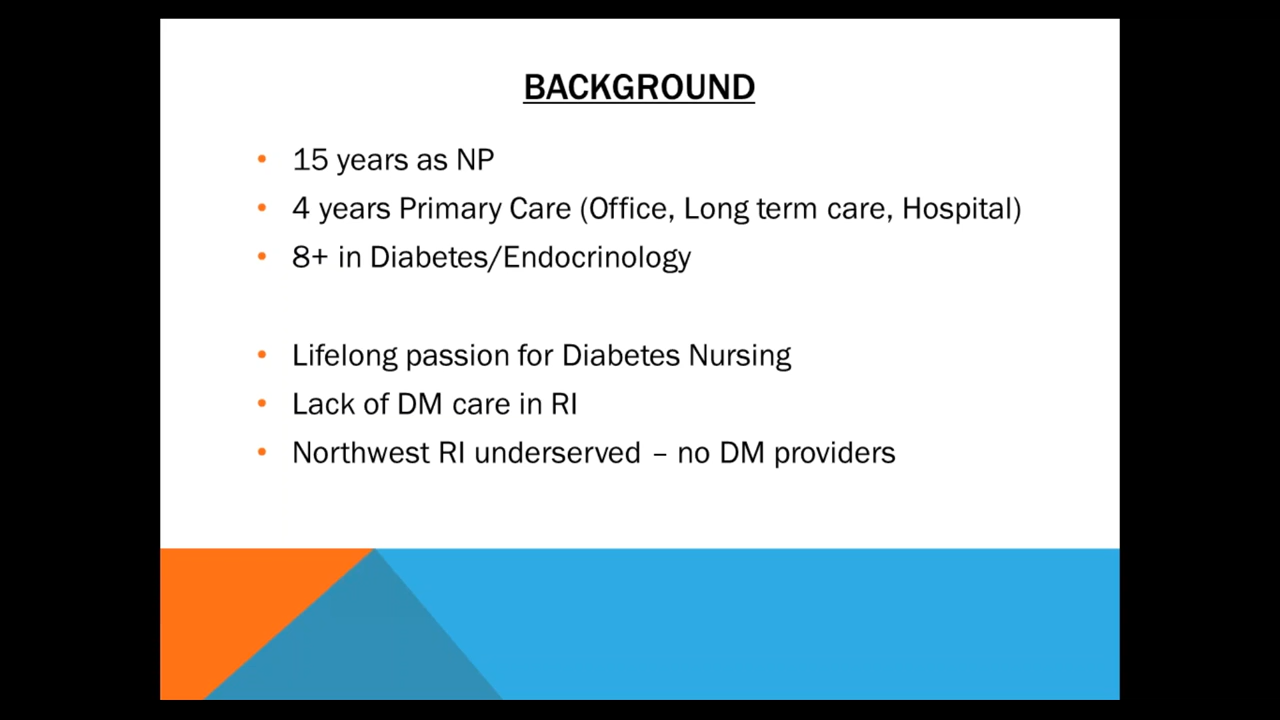 BACKGROUND
• 15 years as NP
• 4 years Primary Care (Office, Long term care, Hospital)
• 8+ in Diabetes/Endocrinology
• Lifelong passion for Diabetes Nursing
• Lack of DM care in RI
• Northwest RI underserved – no DM providers